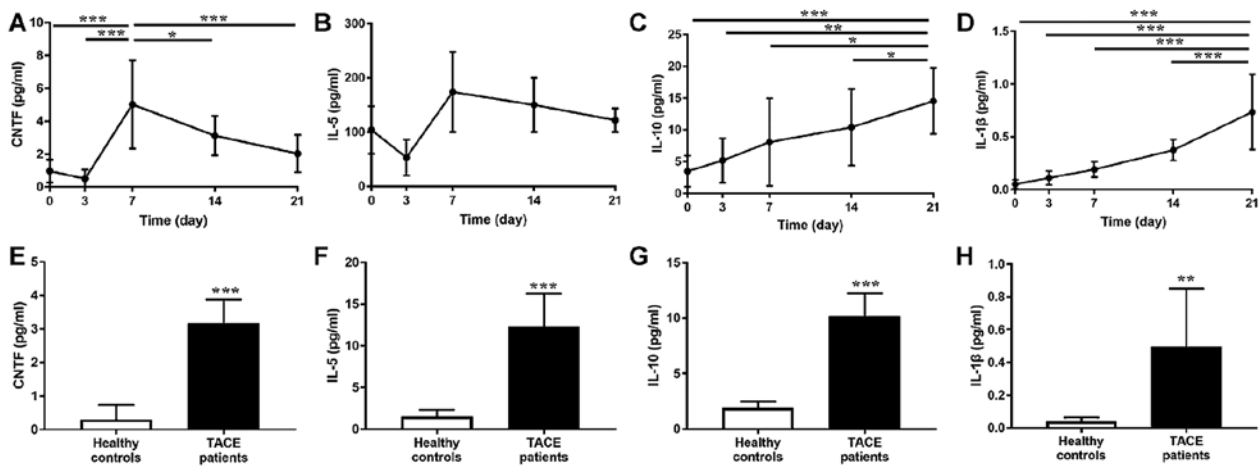 A
***
***
***
*
CNTF (pg/ml)
10
8
6
4
2
0
0 3 7 14 21
Time (day)
B
IL-5 (pg/ml)
300
200
100
0
0 3 7 14 21
Time (day)
C
***
**
*
*
IL-10 (pg/ml)
25
20
15
10
5
0
0 3 7 14 21
Time (day)
D
***
***
***
***
IL-1β (pg/ml)
1.5
1.0
0.5
0.0
0 3 7 14 21
Time (day)
E
CNTF (pg/ml)
5
4
3
2
1
0
***
Healthy TACE
controls patients
F
IL-5 (pg/ml)
20
15
10
5
0
***
Healthy TACE
controls patients
G
IL-10 (pg/ml)
15
10
5
0
***
Healthy TACE
controls patients
H
IL-1β (pg/ml)
1.0
0.8
0.6
0.4
0.2
0.0
**
Healthy TACE
controls patients